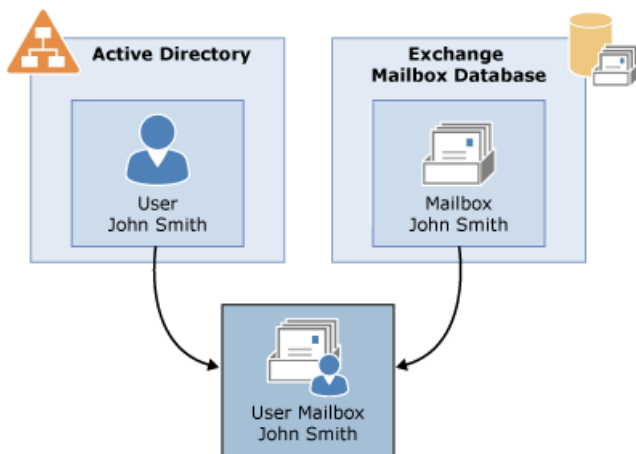 Active Directory
User
John Smith
Exchange
Mailbox Database
Mailbox
John Smith
User Mailbox
John Smith